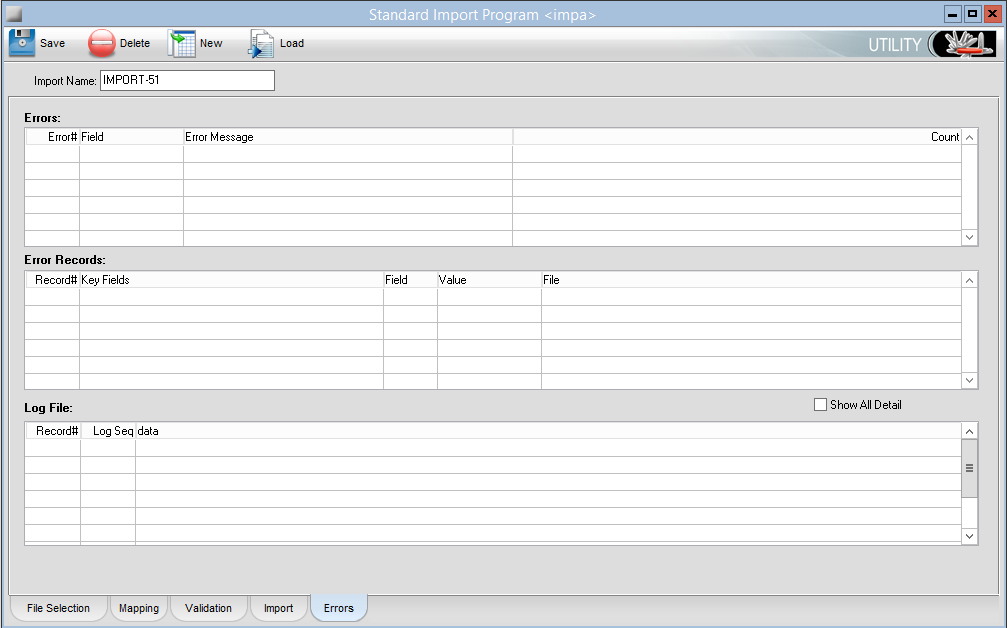 Standard Import Program <impa>
Save Delete New Load UTILITY
Import Name: IMPORT-51
Errors:
Error# Field Error Message Count
Error Records:
Record# Key Fields Field Value File
Log File: Show All Detail
Record# Log Seq data
File Selection Mapping Validation Import Errors